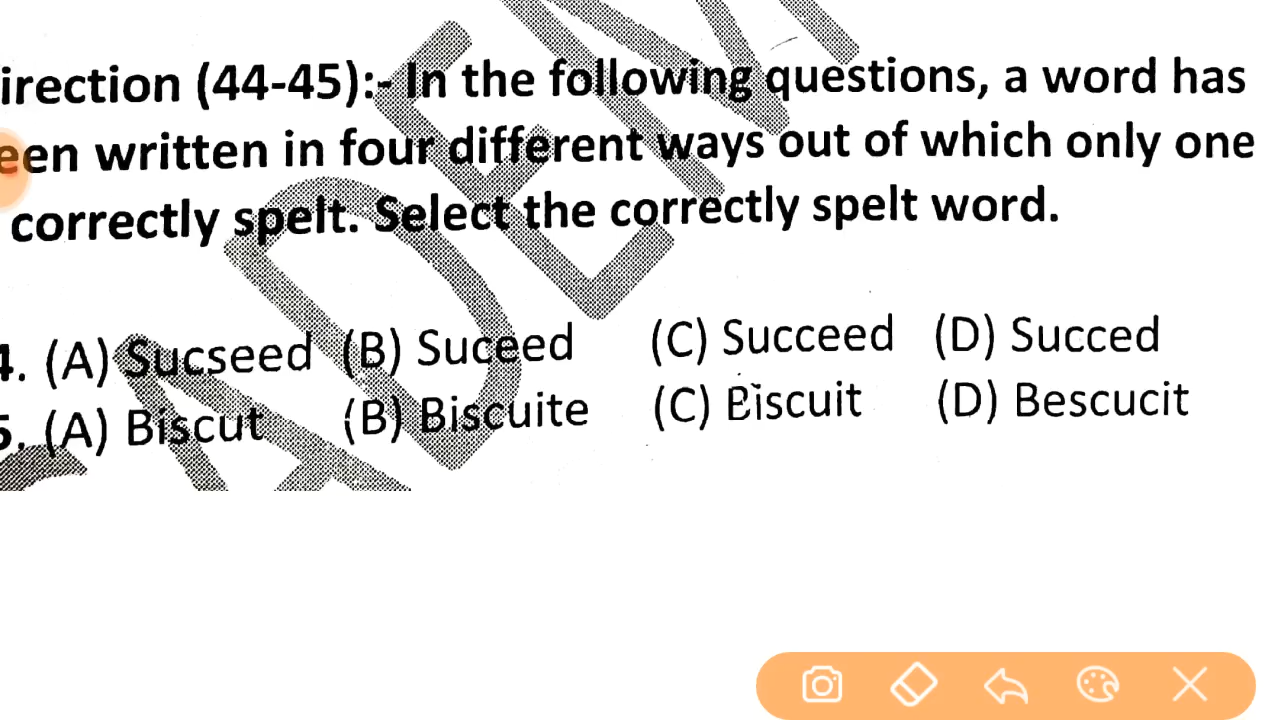 irection (44-45):- In the following questions, a word has
een written in four different ways out of which only one
correctly spelt. Select the correctly spelt word.
4. (A) Sucseed (B) Suceed (C) Succeed (D) Succed
5. (A) Biscut (B) Biscuite (C) Biscuit (D) Bescucit